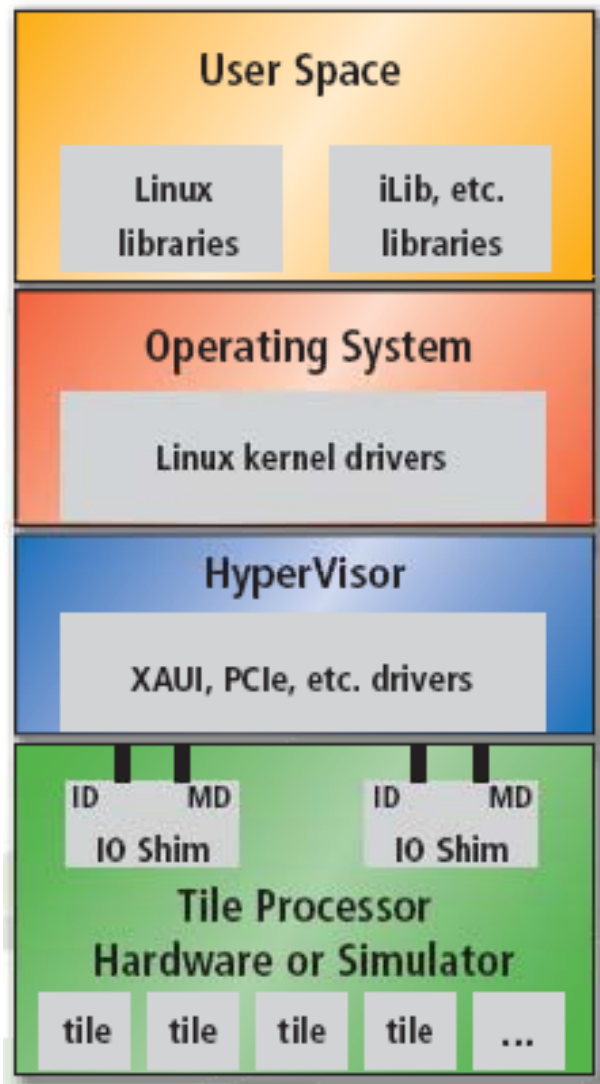 User Space
Linux
libraries
iLib, etc.
libraries
Operating System
Linux kernel drivers
HyperVisor
XAUI, PCIe, etc. drivers
ID MD
IO Shim
ID MD
IO Shim
Tile Processor
Hardware or Simulator
tile tile tile tile ...